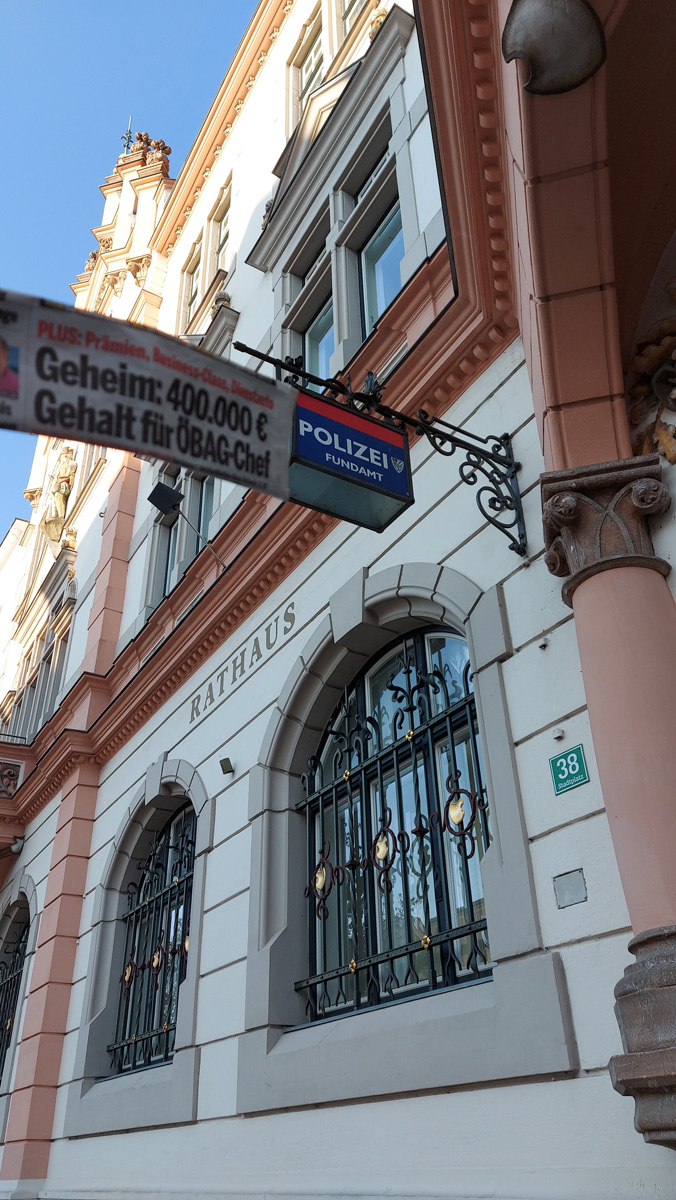 PLUS: Prämien, Business-Class, Dienstauto
Geheim: 400.000 €
Gehalt für ÖBAG-Chef
POLIZEI
FUNDAMT
RATHAUS
38
Stadtplatz